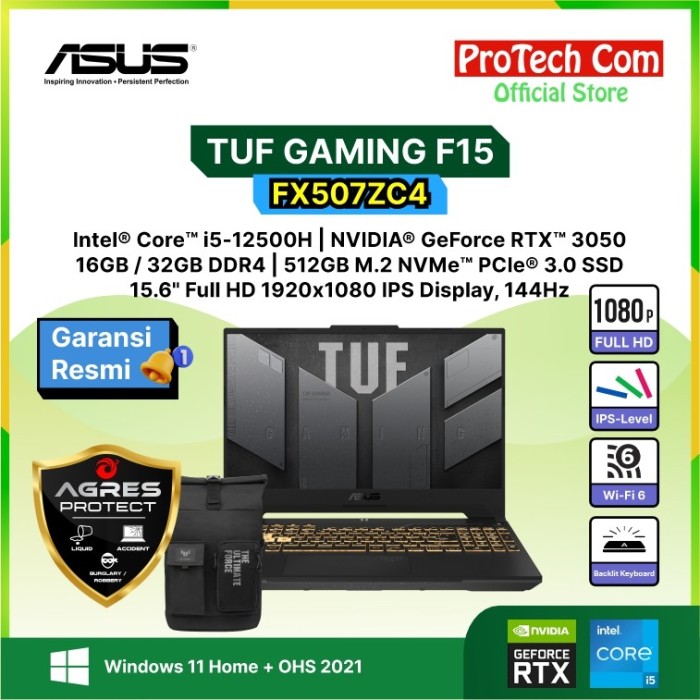 ASUS
Inspiring Innovation • Persistent Perfection
ProTech Com
Official Store
TUF GAMING F15
FX507ZC4
Intel® Core™ i5-12500H | NVIDIA® GeForce RTX™ 3050
16GB / 32GB DDR4 | 512GB M.2 NVMe™ PCIe® 3.0 SSD
15.6" Full HD 1920x1080 IPS Display, 144Hz
Garansi
Resmi
1
1080p
FULL HD
IPS-Level
6
Wi-Fi 6
Backlit Keyboard
TUF
G A M I N G
ASUS
AGRES
PROTECT
LIQUID
ACCIDENT
BURGLARY /
ROBBERY
THE
ULTIMATE
FORCE
Windows 11 Home + OHS 2021
NVIDIA
GEFORCE
RTX
intel
CORE
i5